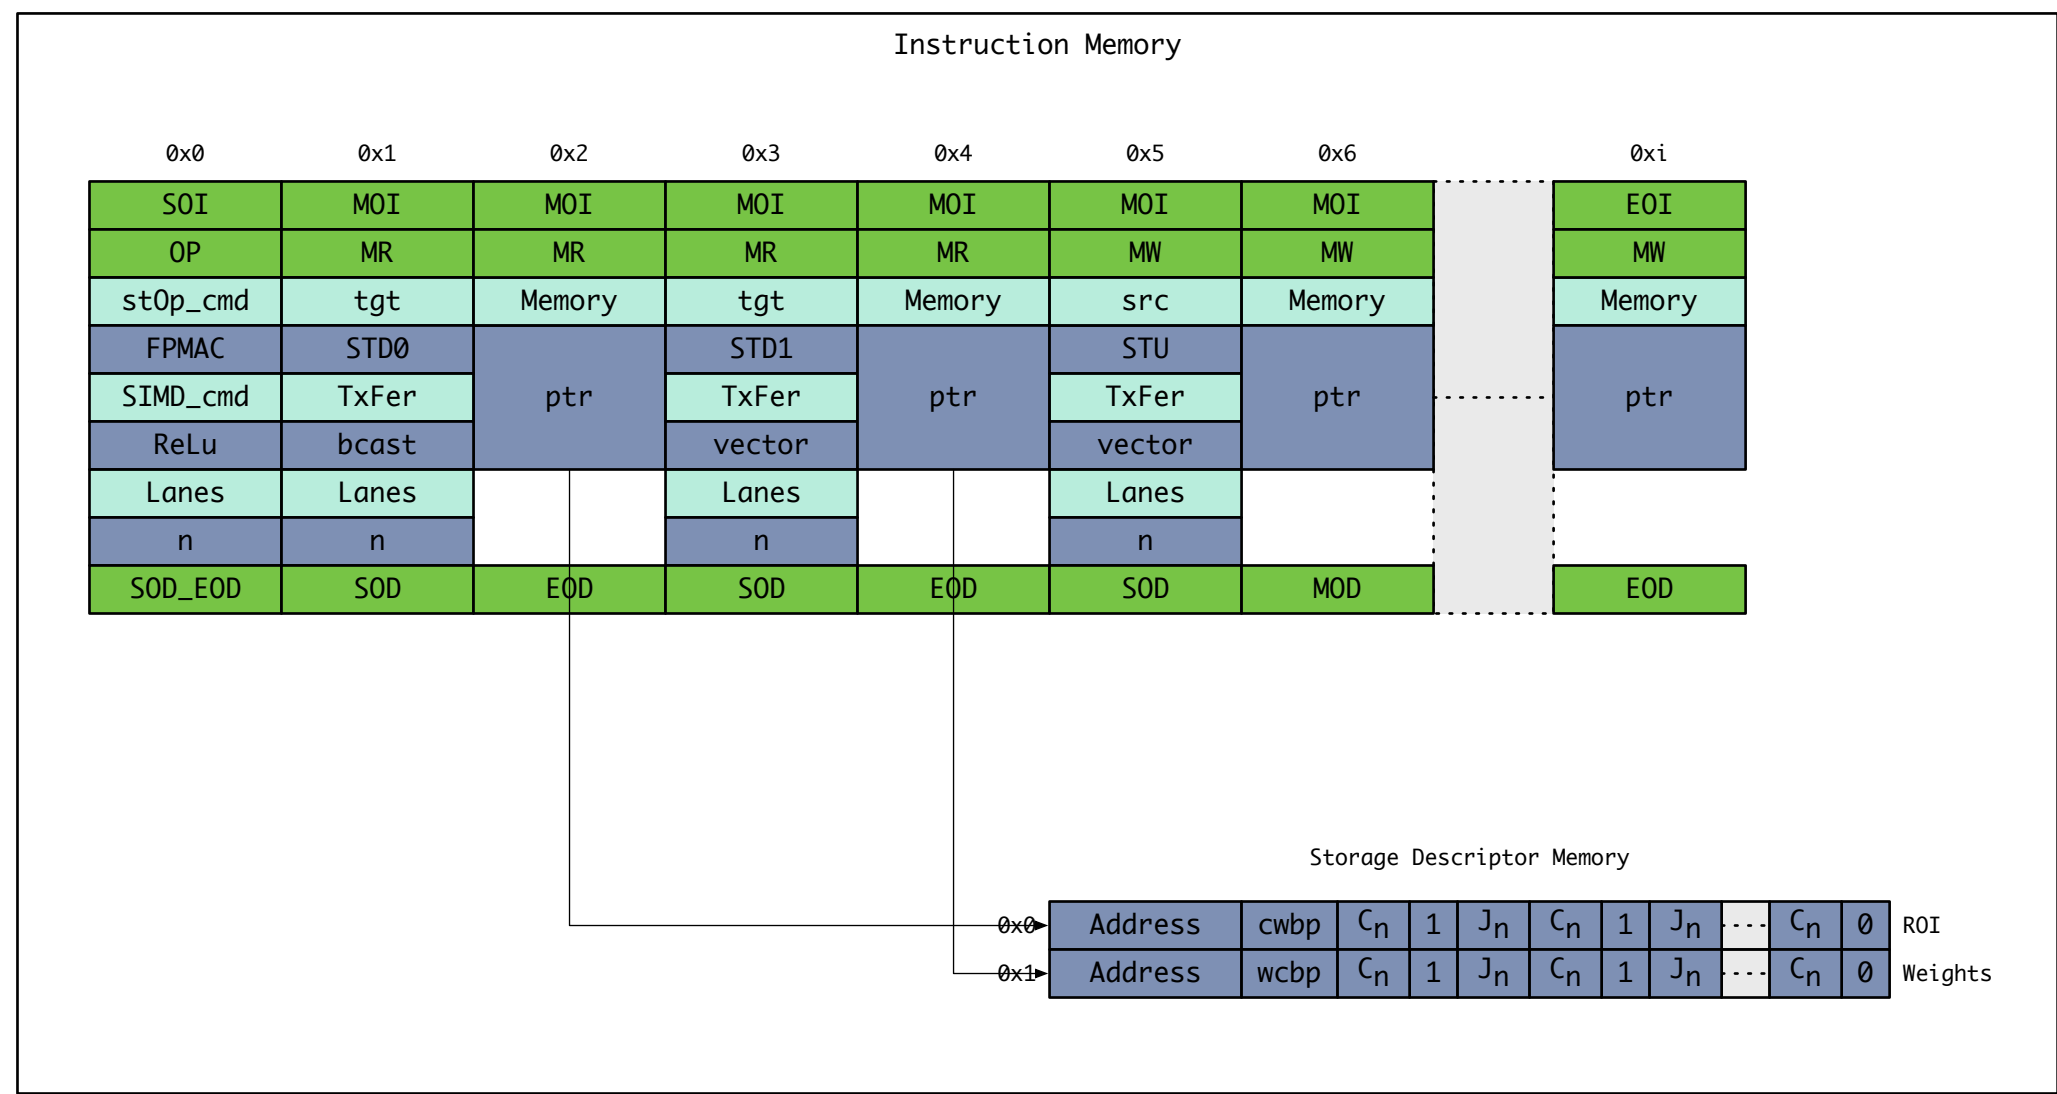 Instruction Memory
0x0 0x1 0x2 0x3 0x4 0x5 0x6 0xi
SOI MOI MOI MOI MOI MOI MOI EOI
OP MR MR MR MR MW MW MW
stOp_cmd tgt Memory tgt Memory src Memory Memory
FPMAC STD0 STD1 STU
SIMD_cmd TxFer ptr TxFer ptr TxFer ptr ptr
ReLu bcast vector vector
Lanes Lanes Lanes Lanes
n n n n
SOD_EOD SOD EOD SOD EOD SOD MOD EOD
Storage Descriptor Memory
0x0 Address cwbp Cn 1 Jn Cn 1 Jn Cn 0 ROI
0x1 Address wcbp Cn 1 Jn Cn 1 Jn Cn 0 Weights